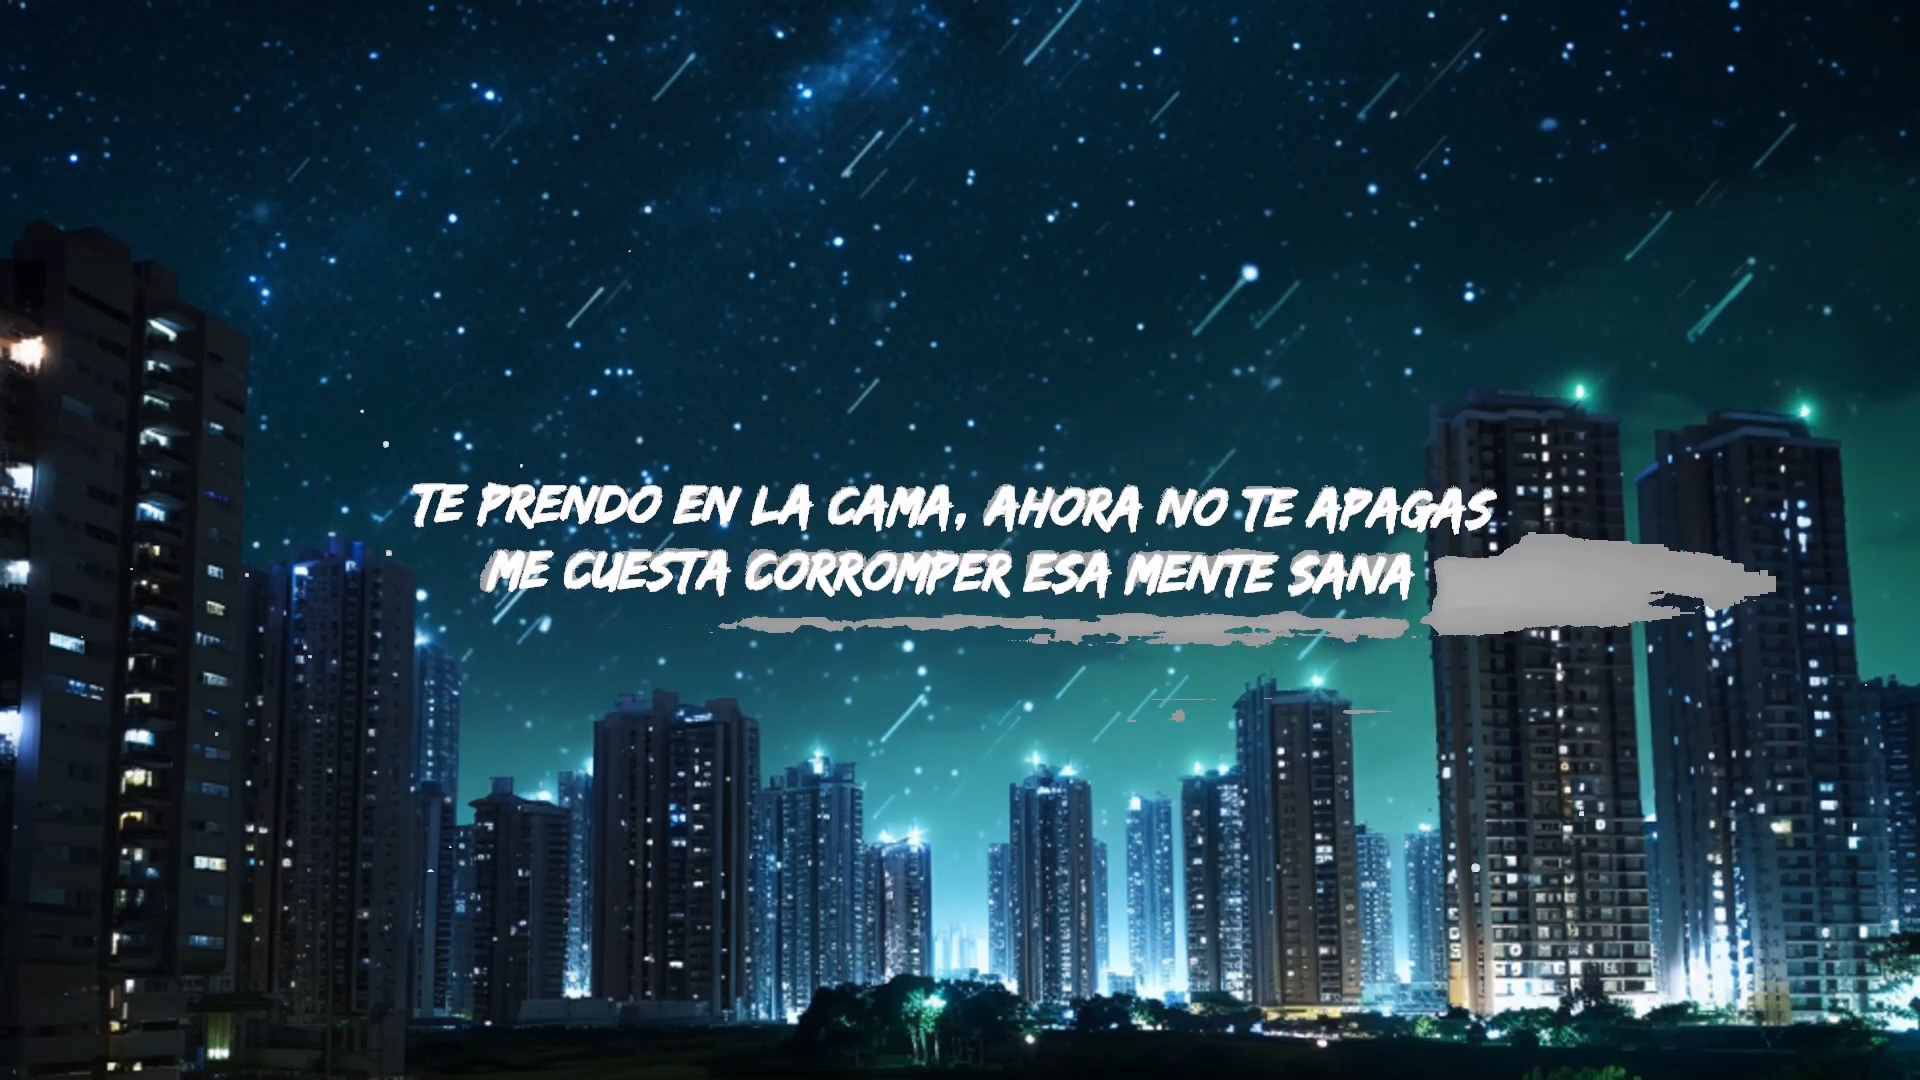 TE PRENDO EN LA CAMA, AHORA NO TE APAGAS
ME CUESTA CORROMPER ESA MENTE SANA